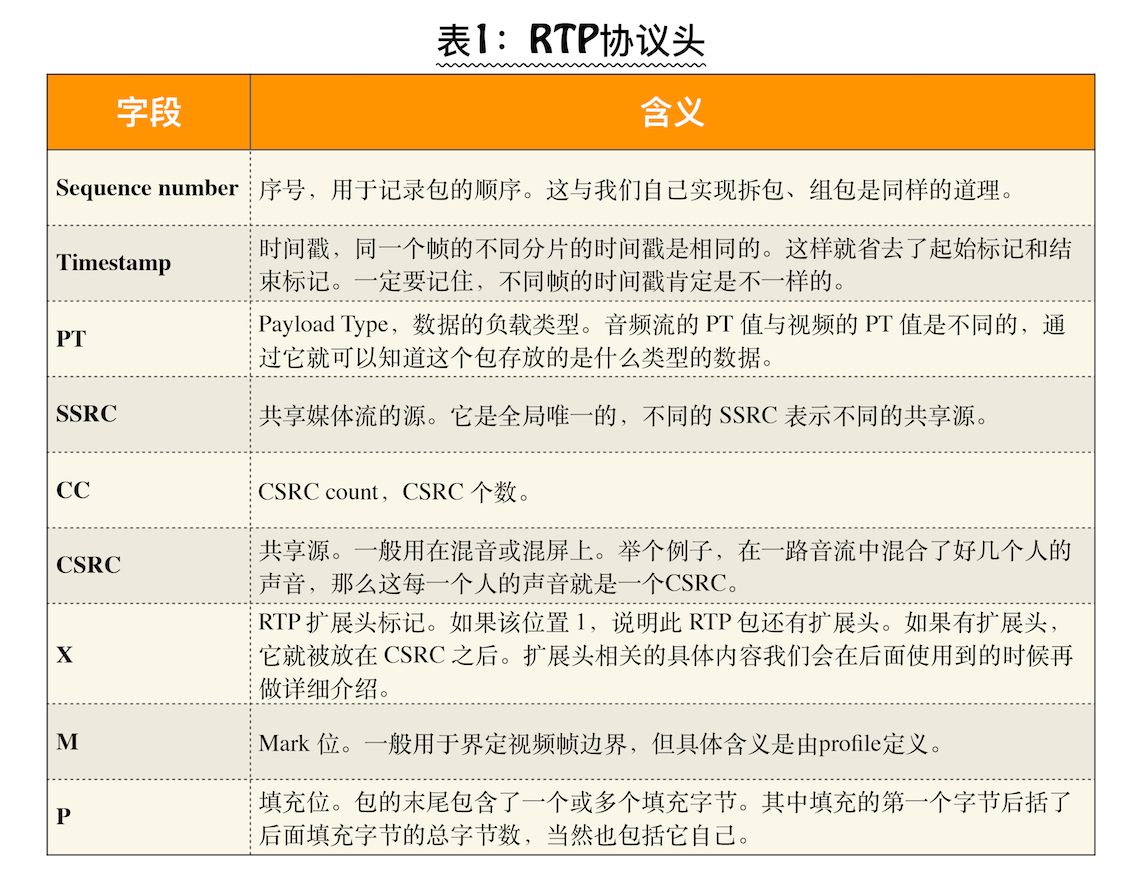 表1：RTP协议头
字段 含义
Sequence number 序号，用于记录包的顺序。这与我们自己实现拆包、组包是同样的道理。
Timestamp 时间戳，同一个帧的不同分片的时间戳是相同的。这样就省去了起始标记和结
束标记。一定要记住，不同帧的时间戳肯定是不一样的。
PT Payload Type，数据的负载类型。音频流的 PT 值与视频的 PT 值是不同的，通
过它就可以知道这个包存放的是什么类型的数据。
SSRC 共享媒体流的源。它是全局唯一的，不同的 SSRC 表示不同的共享源。
CC CSRC count，CSRC 个数。
CSRC 共享源。一般用在混音或混屏上。举个例子，在一路音流中混合了好几个人的
声音，那么这每一个人的声音就是一个CSRC。
X RTP 扩展头标记。如果该位置 1，说明此 RTP 包还有扩展头。如果有扩展头，
它就被放在 CSRC 之后。扩展头相关的具体内容我们会在后面使用到的时候再
做详细介绍。
M Mark 位。一般用于界定视频帧边界，但具体含义是由profile定义。
P 填充位。包的末尾包含了一个或多个填充字节。其中填充的第一个字节后括了
后面填充字节的总字节数，当然也包括它自己。